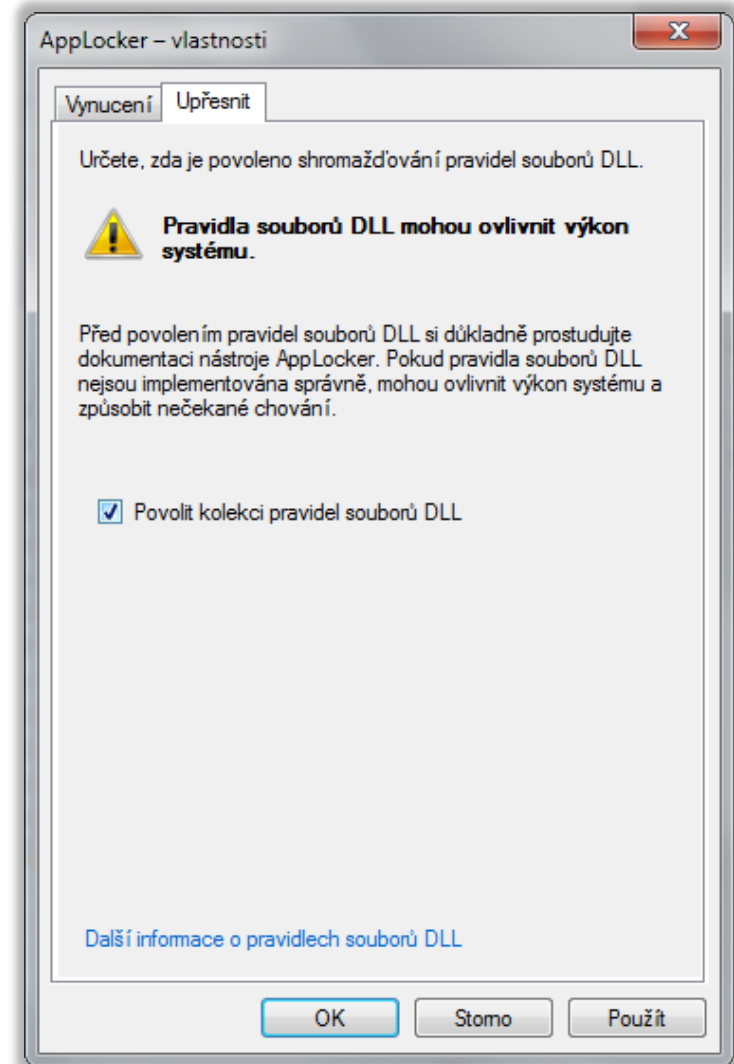 AppLocker – vlastnosti
Vynucení Upřesnit
Určete, zda je povoleno shromažďování pravidel souborů DLL.
Pravidla souborů DLL mohou ovlivnit výkon
systému.
Před povolením pravidel souborů DLL si důkladně prostudujte
dokumentaci nástroje AppLocker. Pokud pravidla souborů DLL
nejsou implementována správně, mohou ovlivnit výkon systému a
způsobit nečekané chování.
Povolit kolekci pravidel souborů DLL
Další informace o pravidlech souborů DLL
OK Storno Použít